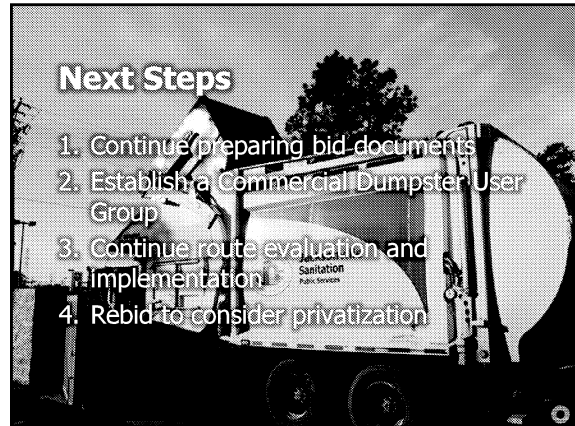 Next Steps
1. Continue preparing bid documents
2. Establish a Commercial Dumpster User
Group
3. Continue route evaluation and
implementation
Sanitation
Public Services
4. Rebid to consider privatization